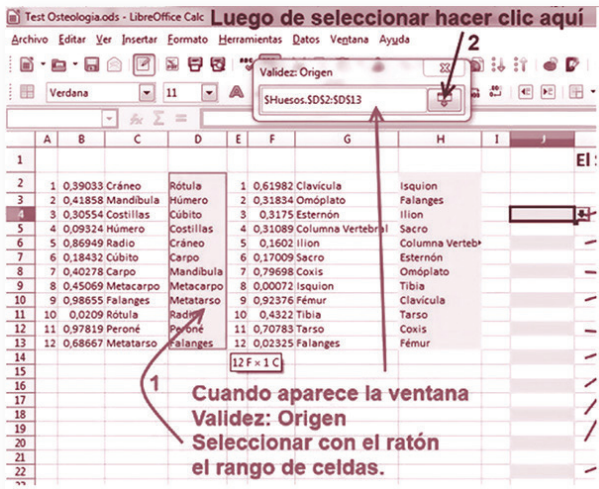 Test Osteologia.ods - LibreOffice Calc
Luego de seleccionar hacer clic aquí
Archivo Editar Ver Insertar Formato Herramientas Datos Ventana Ayuda
2
Validez: Origen
Verdana 11
$Huesos.$D$2:$D$13
A B C D E F G H I J
1 El
2 1 0,39033 Cráneo Rótula 1 0,61982 Clavícula Isquion
3 2 0,41858 Mandíbula Húmero 2 0,31834 Omóplato Falanges
4 3 0,30554 Costillas Cúbito 3 0,3175 Esternón Ilion
5 4 0,09324 Húmero Costillas 4 0,31089 Columna Vertebral Sacro
6 5 0,86949 Radio Cráneo 5 0,1602 Ilion Columna Verteb
7 6 0,18432 Cúbito Carpo 6 0,17009 Sacro Esternón
8 7 0,40278 Carpo Mandíbula 7 0,79698 Coxis Omóplato
9 8 0,45069 Metacarpo Metacarpo 8 0,00072 Isquion Tibia
10 9 0,98655 Falanges Metatarso 9 0,92376 Fémur Clavícula
11 10 0,0209 Rótula Radio 10 0,4322 Tibia Tarso
12 11 0,97819 Peroné Peroné 11 0,70783 Tarso Coxis
13 12 0,68667 Metatarso Falanges 12 0,02325 Falanges Fémur
14 12 F × 1 C
15
16 1 Cuando aparece la ventana
17
18 Validez: Origen
19
20 Seleccionar con el ratón
21
22 el rango de celdas.